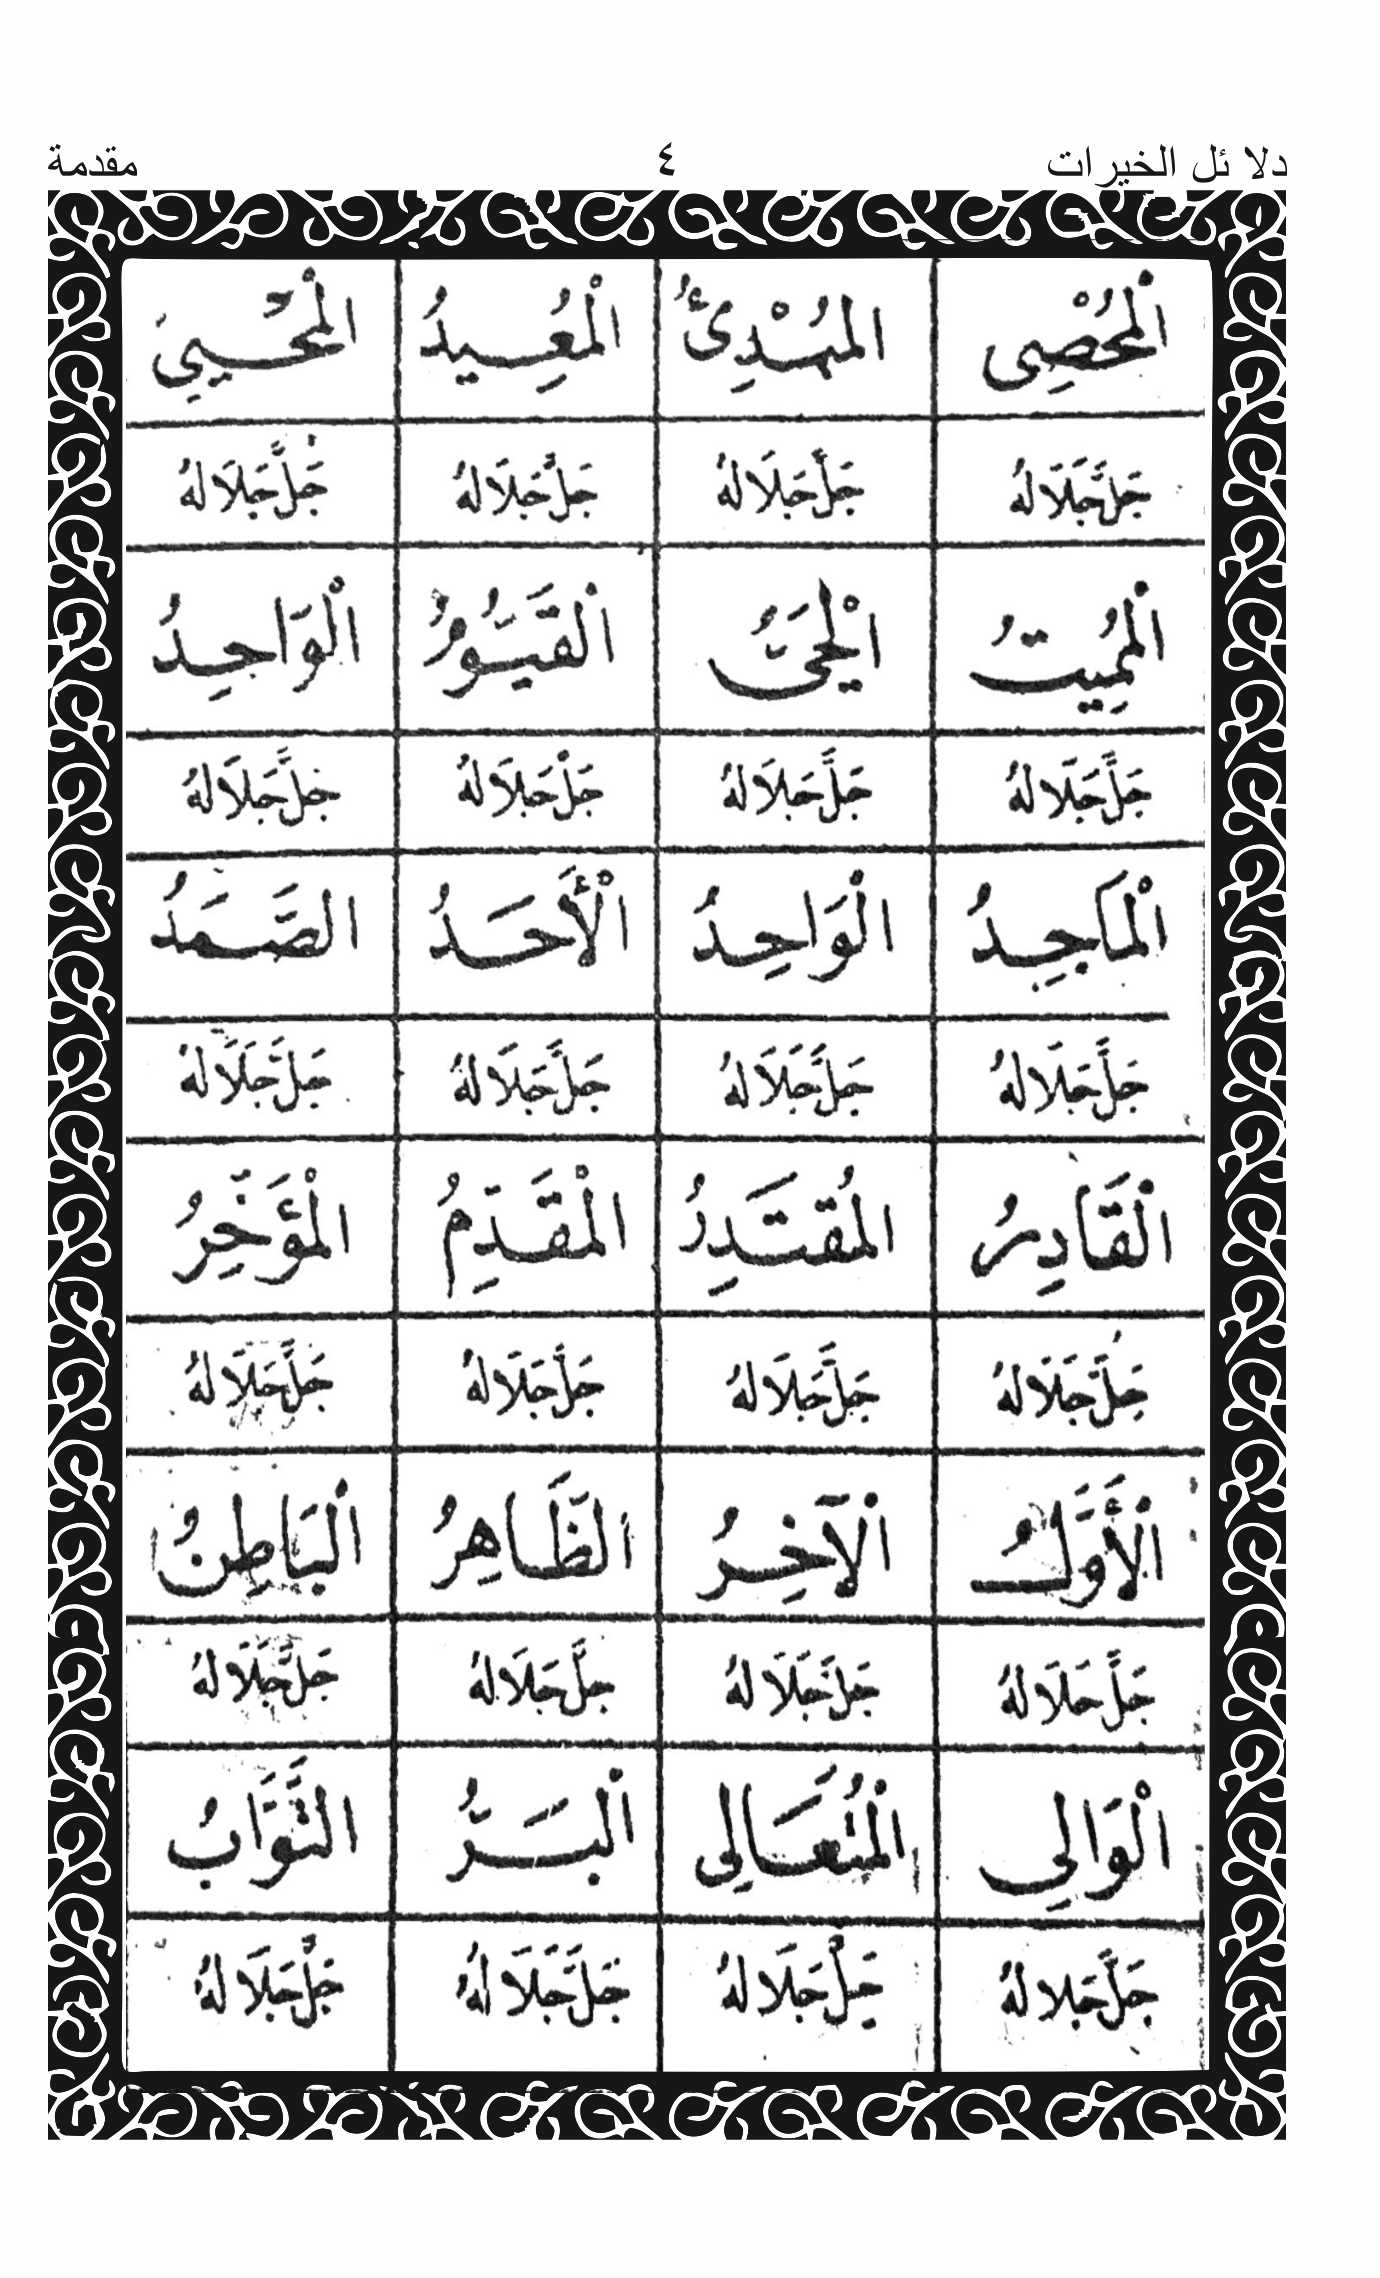 دلا ئل الخيرات ٤ مقدمة
اَلْمُحْصِى اَلْمُبْدِئُ اَلْمُعِيدُ اَلْمُحْيِى
جَلَّ جَلَالُهُ جَلَّ جَلَالُهُ جَلَّ جَلَالُهُ جَلَّ جَلَالُهُ
اَلْمُمِيتُ اَلْحَىُّ اَلْقَيُّومُ اَلْوَاجِدُ
جَلَّ جَلَالُهُ جَلَّ جَلَالُهُ جَلَّ جَلَالُهُ جَلَّ جَلَالُهُ
اَلْمَاجِدُ اَلْوَاحِدُ اَلْأَحَدُ اَلصَّمَدُ
جَلَّ جَلَالُهُ جَلَّ جَلَالُهُ جَلَّ جَلَالُهُ جَلَّ جَلَالُهُ
اَلْقَادِرُ اَلْمُقْتَدِرُ اَلْمُقَدِّمُ اَلْمُؤَخِّرُ
جَلَّ جَلَالُهُ جَلَّ جَلَالُهُ جَلَّ جَلَالُهُ جَلَّ جَلَالُهُ
اَلْأَوَّلُ اَلْآخِرُ اَلظَّاهِرُ اَلْبَاطِنُ
جَلَّ جَلَالُهُ جَلَّ جَلَالُهُ جَلَّ جَلَالُهُ جَلَّ جَلَالُهُ
اَلْوَالِى اَلْمُتَعَالِى اَلْبَرُّ اَلتَّوَّابُ
جَلَّ جَلَالُهُ جَلَّ جَلَالُهُ جَلَّ جَلَالُهُ جَلَّ جَلَالُهُ